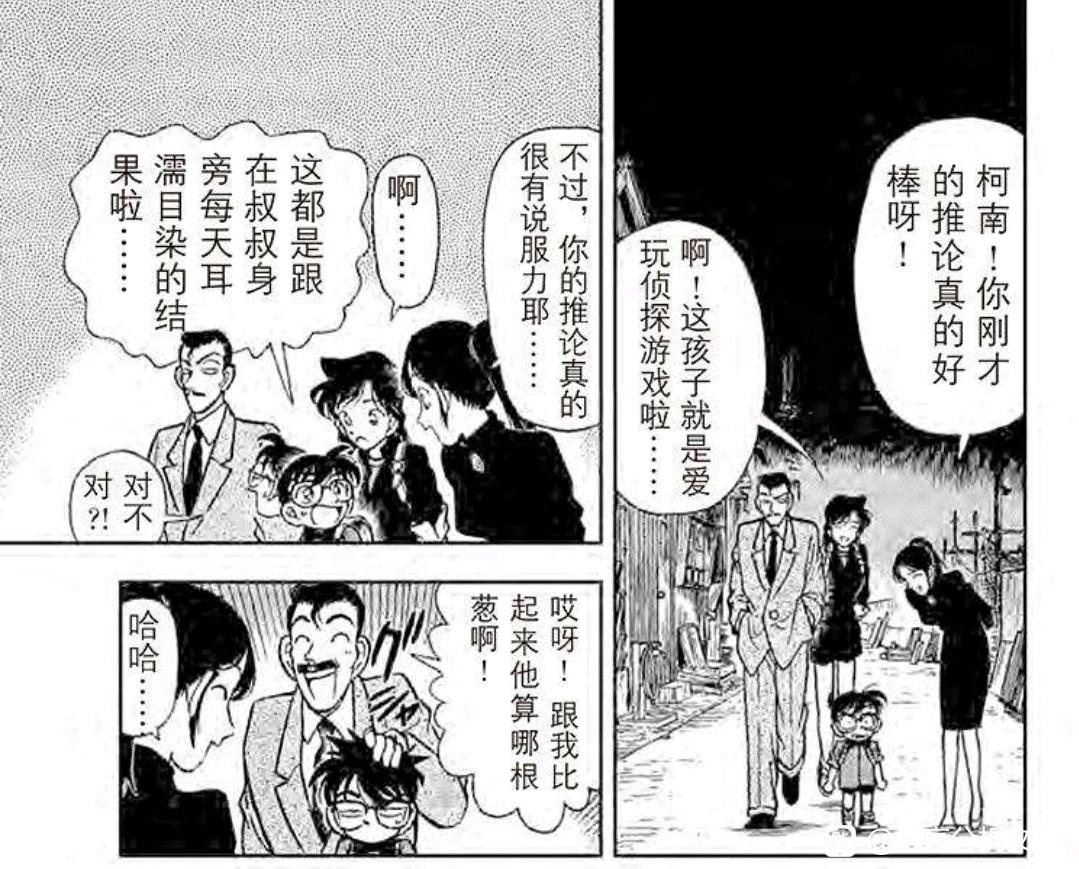 柯南！你刚才
的推论真的好
棒呀！
啊！这孩子就是爱
玩侦探游戏啦……
不过，你的推论真的
很有说服力耶……
啊……
这都是跟
在叔叔身
旁每天耳
濡目染的结
果啦……
对不
对?!
哎呀！跟我比
起来他算哪根
葱啊！
クシャ
哈
哈……